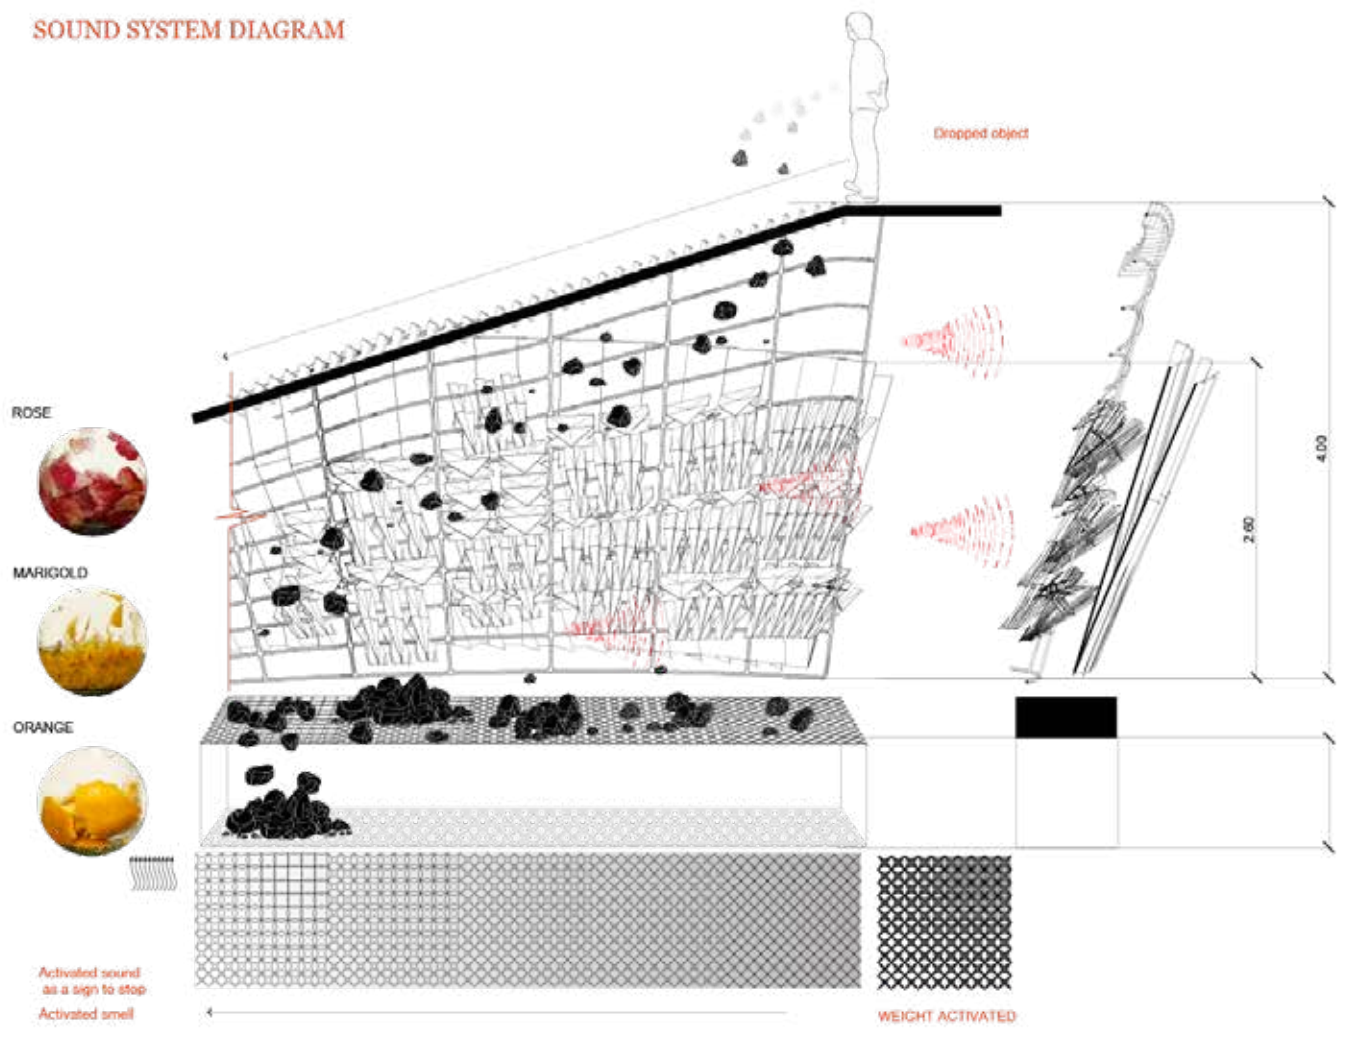 SOUND SYSTEM DIAGRAM
Dropped object
ROSE
4.00
2.60
MARIGOLD
ORANGE
Activated sound
as a sign to stop
Activated smell
WEIGHT ACTIVATED